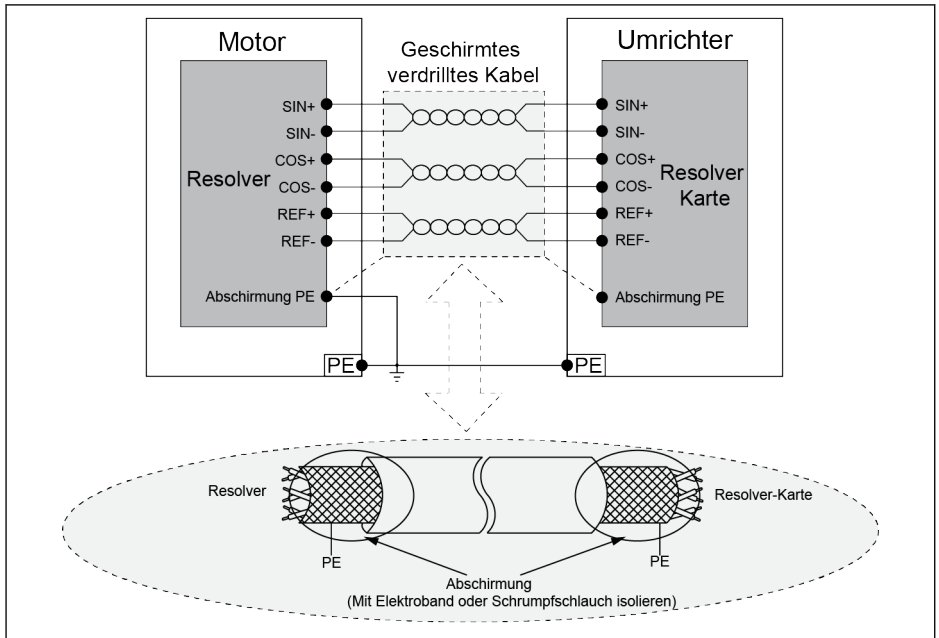 Motor
Geschirmtes
verdrilltes Kabel
Umrichter
SIN+
SIN-
COS+
COS-
REF+
REF-
Resolver
Abschirmung PE
PE
SIN+
SIN-
COS+
COS-
REF+
REF-
Resolver
Karte
Abschirmung PE
PE
Resolver
Resolver-Karte
PE
PE
Abschirmung
(Mit Elektroband oder Schrumpfschlauch isolieren)